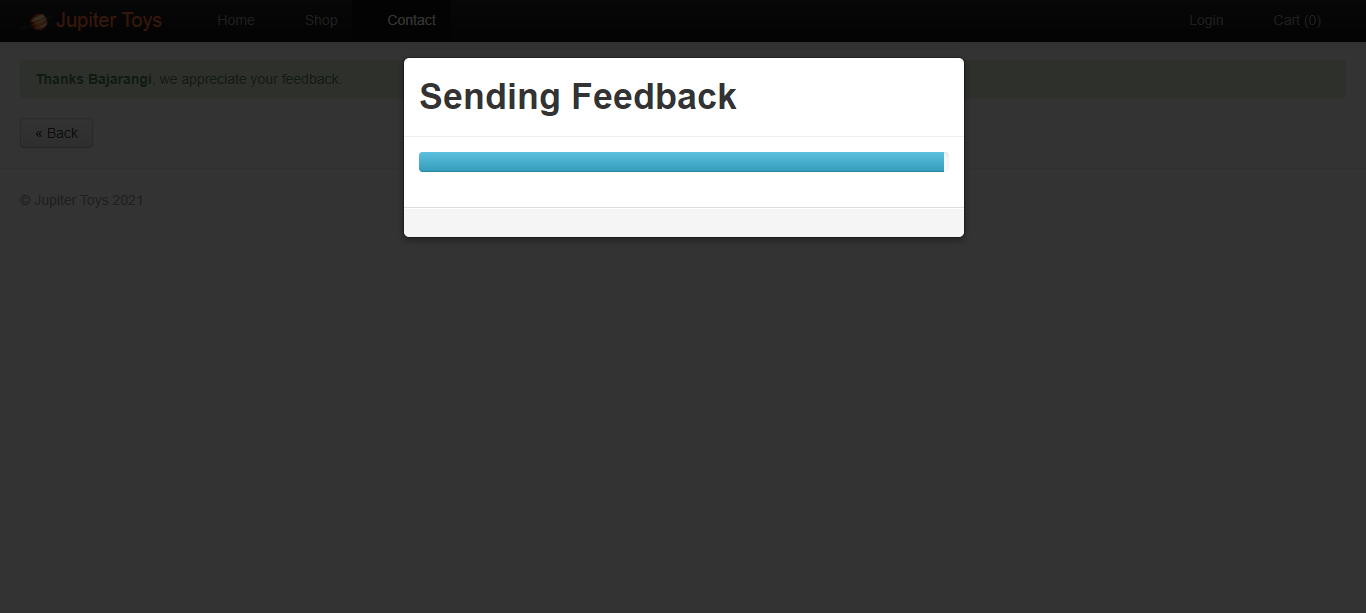 Jupiter Toys Home Shop Contact Login Cart (0)
Sending Feedback
Thanks Bajarangi, we appreciate your feedback.
« Back
© Jupiter Toys 2021